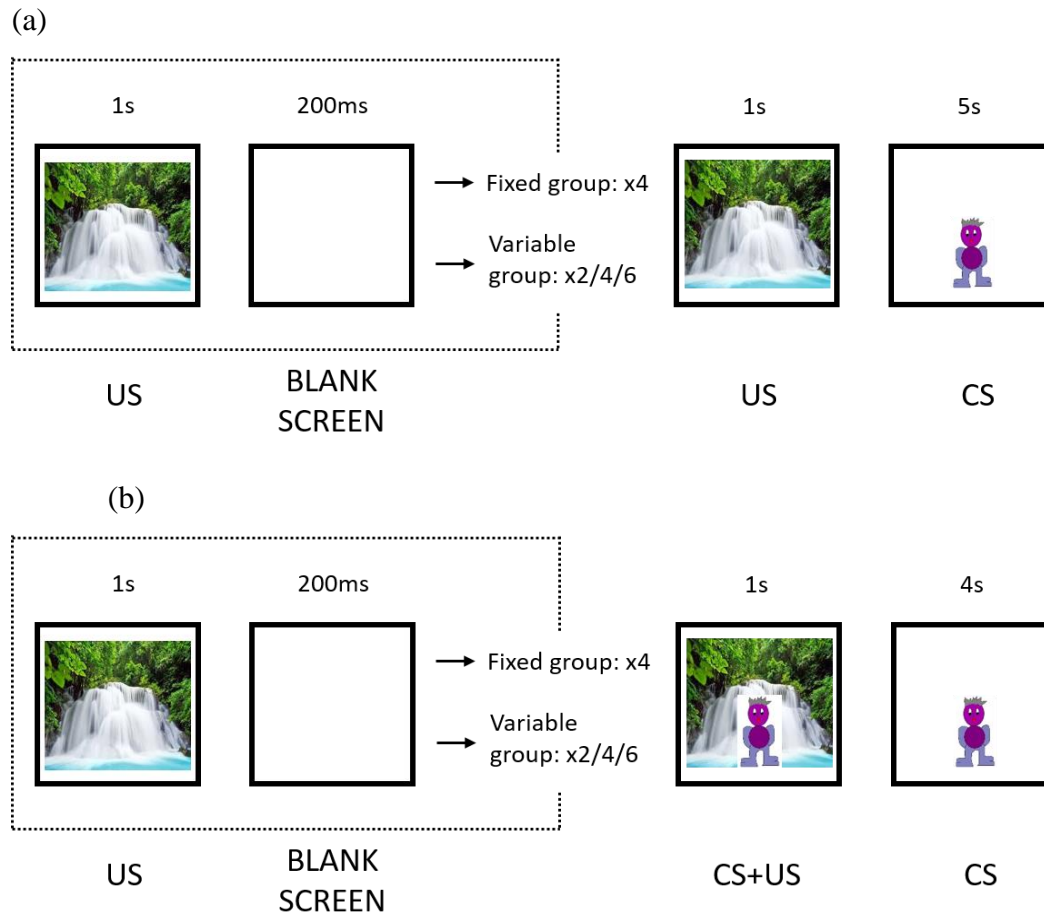 (a)
1s 200ms 1s 5s
Fixed group: x4
Variable
group: x2/4/6
US BLANK US CS
SCREEN
(b)
1s 200ms 1s 4s
Fixed group: x4
Variable
group: x2/4/6
US BLANK CS+US CS
SCREEN